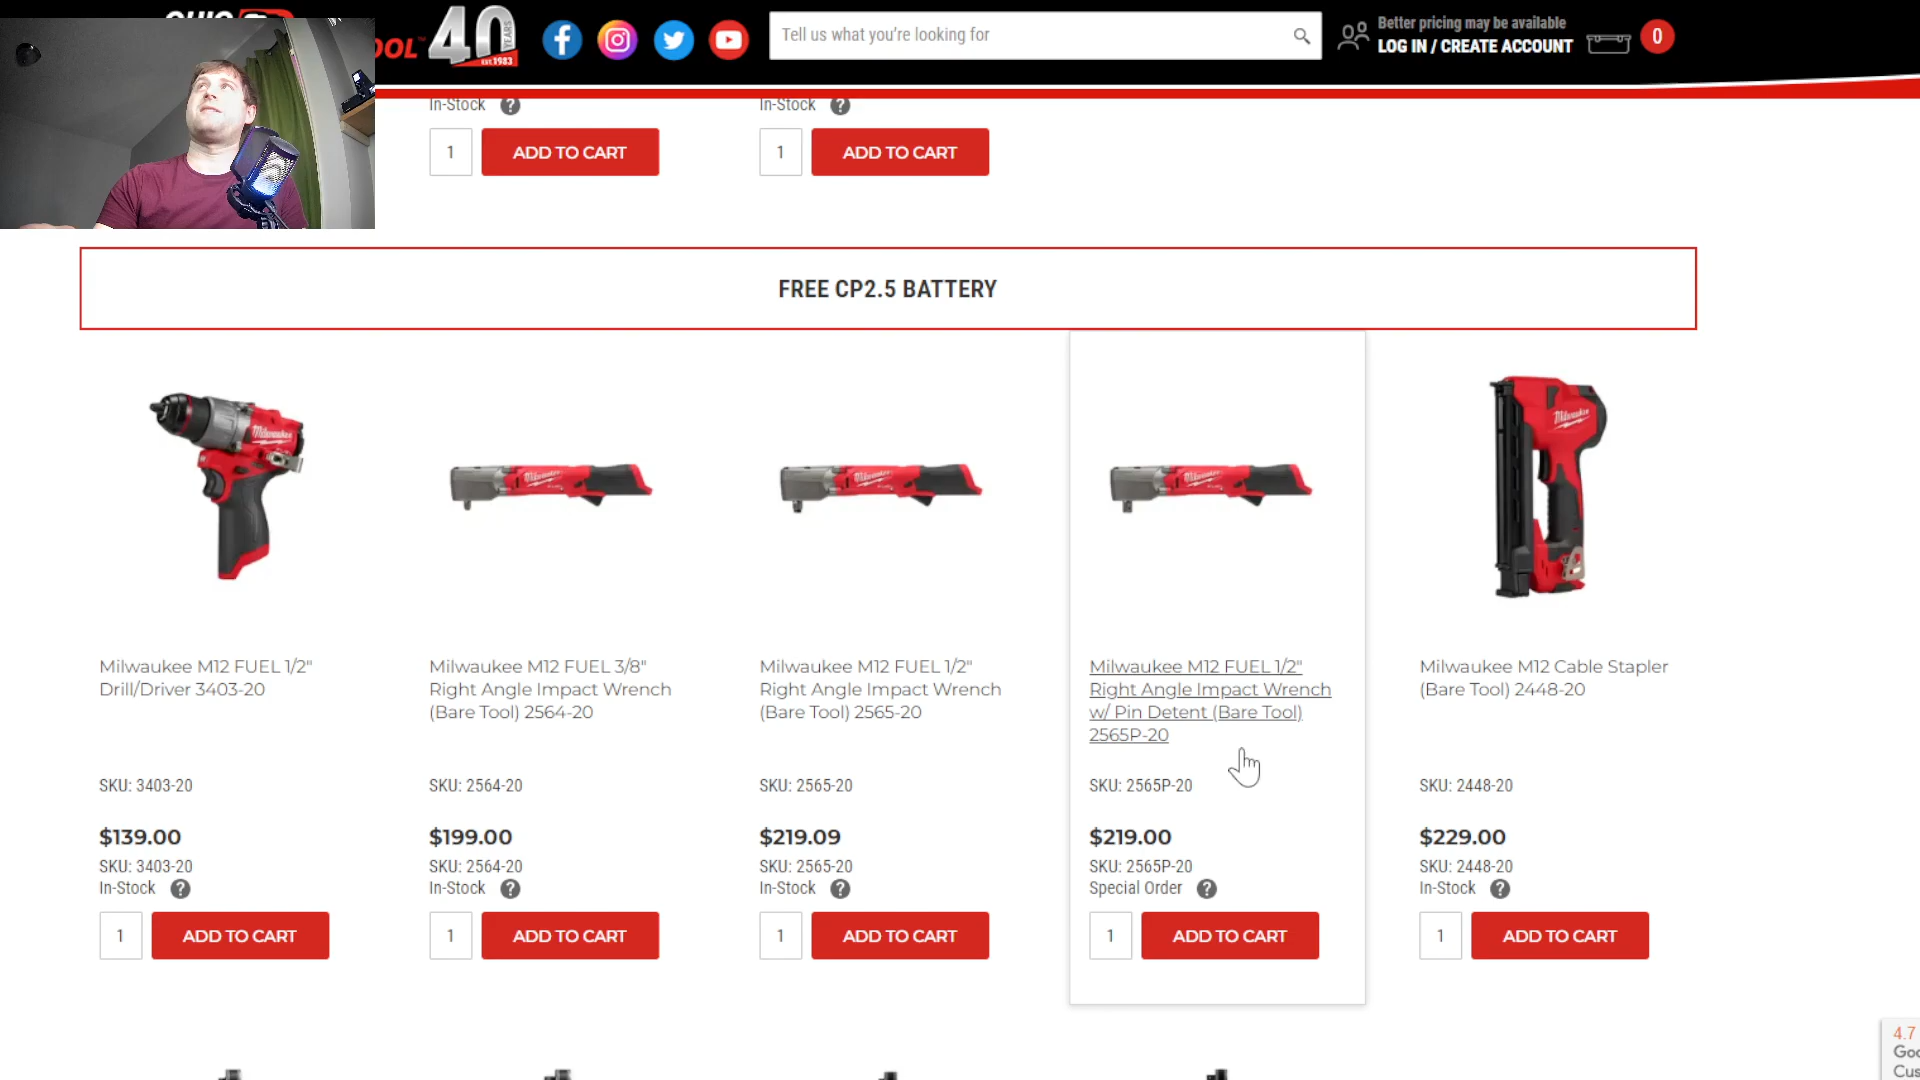 OOL
40
YEARS
EST. 1983
Tell us what you're looking for
Better pricing may be available
LOG IN / CREATE ACCOUNT
0
In-Stock ?
In-Stock ?
1 ADD TO CART
1 ADD TO CART
FREE CP2.5 BATTERY
Milwaukee M12 FUEL 1/2"
Drill/Driver 3403-20
SKU: 3403-20
$139.00
SKU: 3403-20
In-Stock ?
1 ADD TO CART
Milwaukee M12 FUEL 3/8"
Right Angle Impact Wrench
(Bare Tool) 2564-20
SKU: 2564-20
$199.00
SKU: 2564-20
In-Stock ?
1 ADD TO CART
Milwaukee M12 FUEL 1/2"
Right Angle Impact Wrench
(Bare Tool) 2565-20
SKU: 2565-20
$219.09
SKU: 2565-20
In-Stock ?
1 ADD TO CART
Milwaukee M12 FUEL 1/2"
Right Angle Impact Wrench
w/ Pin Detent (Bare Tool)
2565P-20
SKU: 2565P-20
$219.00
SKU: 2565P-20
Special Order ?
1 ADD TO CART
Milwaukee M12 Cable Stapler
(Bare Tool) 2448-20
SKU: 2448-20
$229.00
SKU: 2448-20
In-Stock ?
1 ADD TO CART
4.7
Goo
Cus